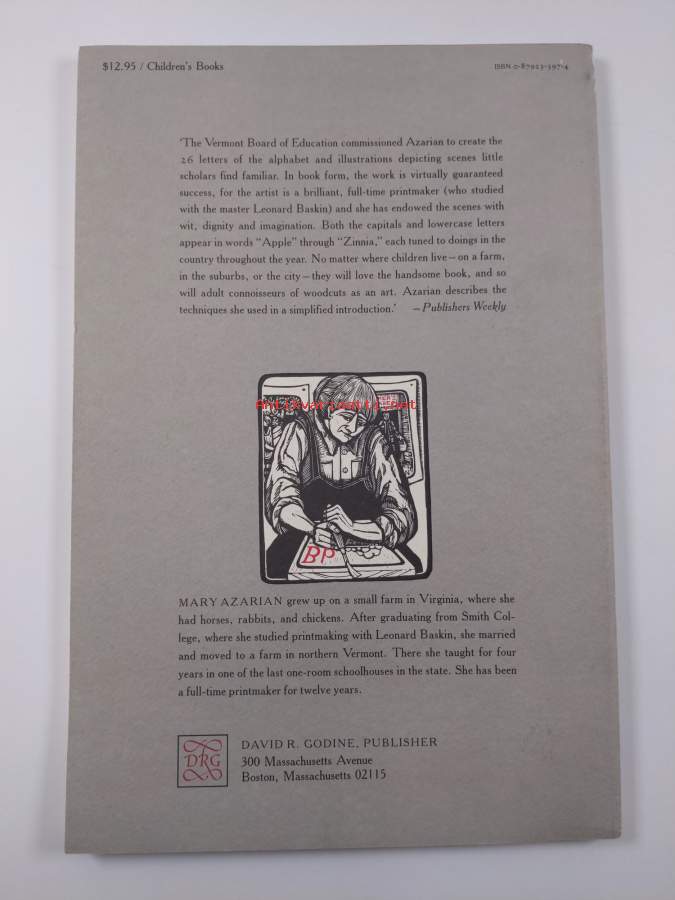 $12.95 / Children's Books
ISBN 0-87923-397-4
'The Vermont Board of Education commissioned Azarian to create the
26 letters of the alphabet and illustrations depicting scenes little
scholars find familiar. In book form, the work is virtually guaranteed
success, for the artist is a brilliant, full-time printmaker (who studied
with the master Leonard Baskin) and she has endowed the scenes with
wit, dignity and imagination. Both the capitals and lowercase letters
appear in words "Apple" through "Zinnia," each tuned to doings in the
country throughout the year. No matter where children live—on a farm,
in the suburbs, or the city—they will love the handsome book, and so
will adult connoisseurs of woodcuts as an art. Azarian describes the
techniques she used in a simplified introduction.' —Publishers Weekly
Antikvariaatti.net
BP
MARY AZARIAN grew up on a small farm in Virginia, where she
had horses, rabbits, and chickens. After graduating from Smith Col-
lege, where she studied printmaking with Leonard Baskin, she married
and moved to a farm in northern Vermont. There she taught for four
years in one of the last one-room schoolhouses in the state. She has been
a full-time printmaker for twelve years.
DRG
DAVID R. GODINE, PUBLISHER
300 Massachusetts Avenue
Boston, Massachusetts 02115